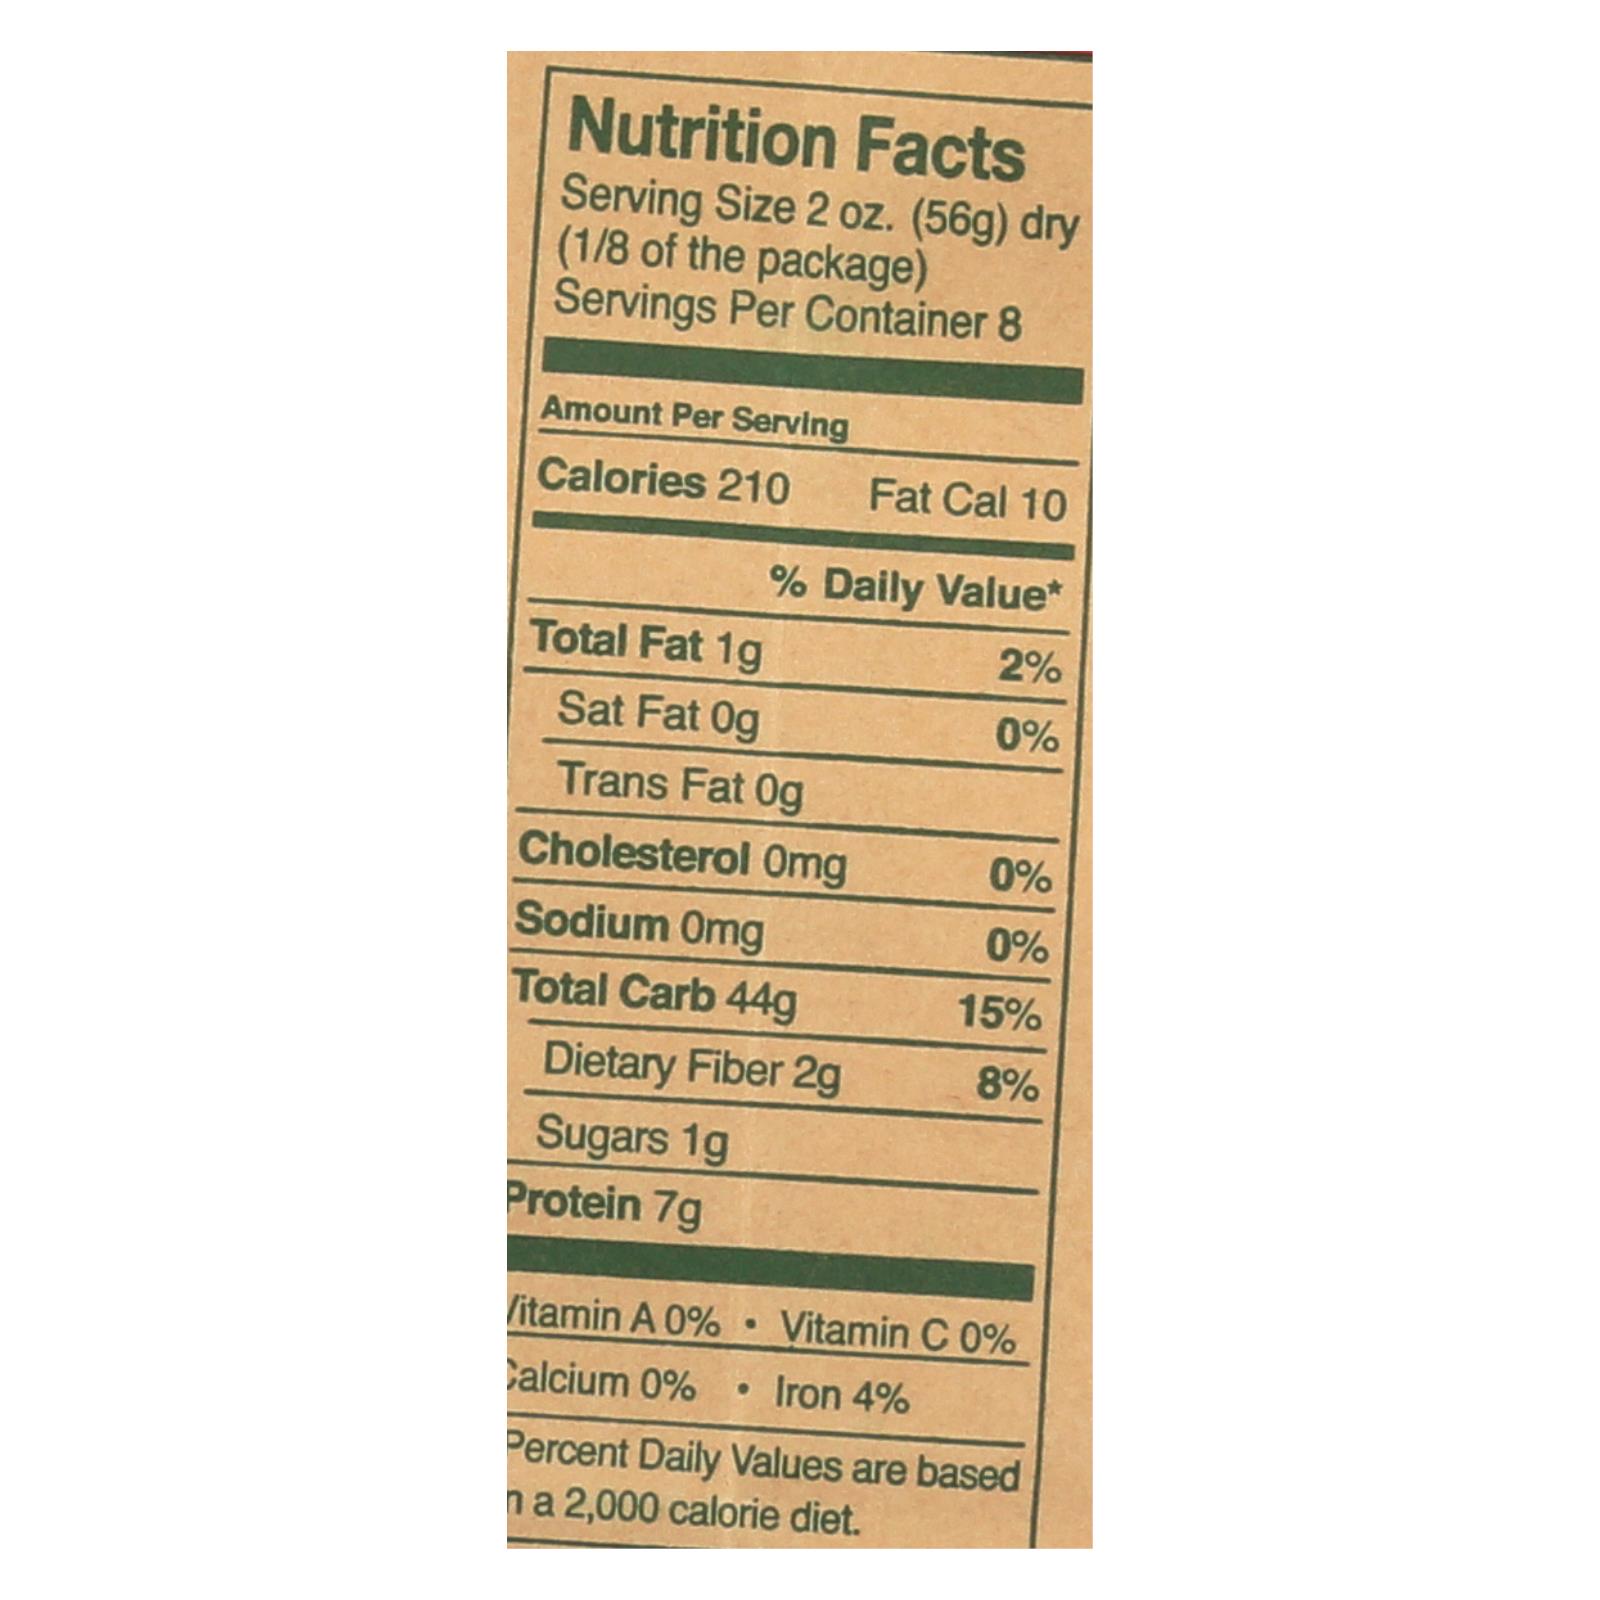 Nutrition Facts
Serving Size 2 oz. (56g) dry
(1/8 of the package)
Servings Per Container 8
Amount Per Serving
Calories 210 Fat Cal 10
% Daily Value*
Total Fat 1g 2%
Sat Fat 0g 0%
Trans Fat 0g
Cholesterol 0mg 0%
Sodium 0mg 0%
Total Carb 44g 15%
Dietary Fiber 2g 8%
Sugars 1g
Protein 7g
Vitamin A 0% • Vitamin C 0%
Calcium 0% • Iron 4%
Percent Daily Values are based
n a 2,000 calorie diet.